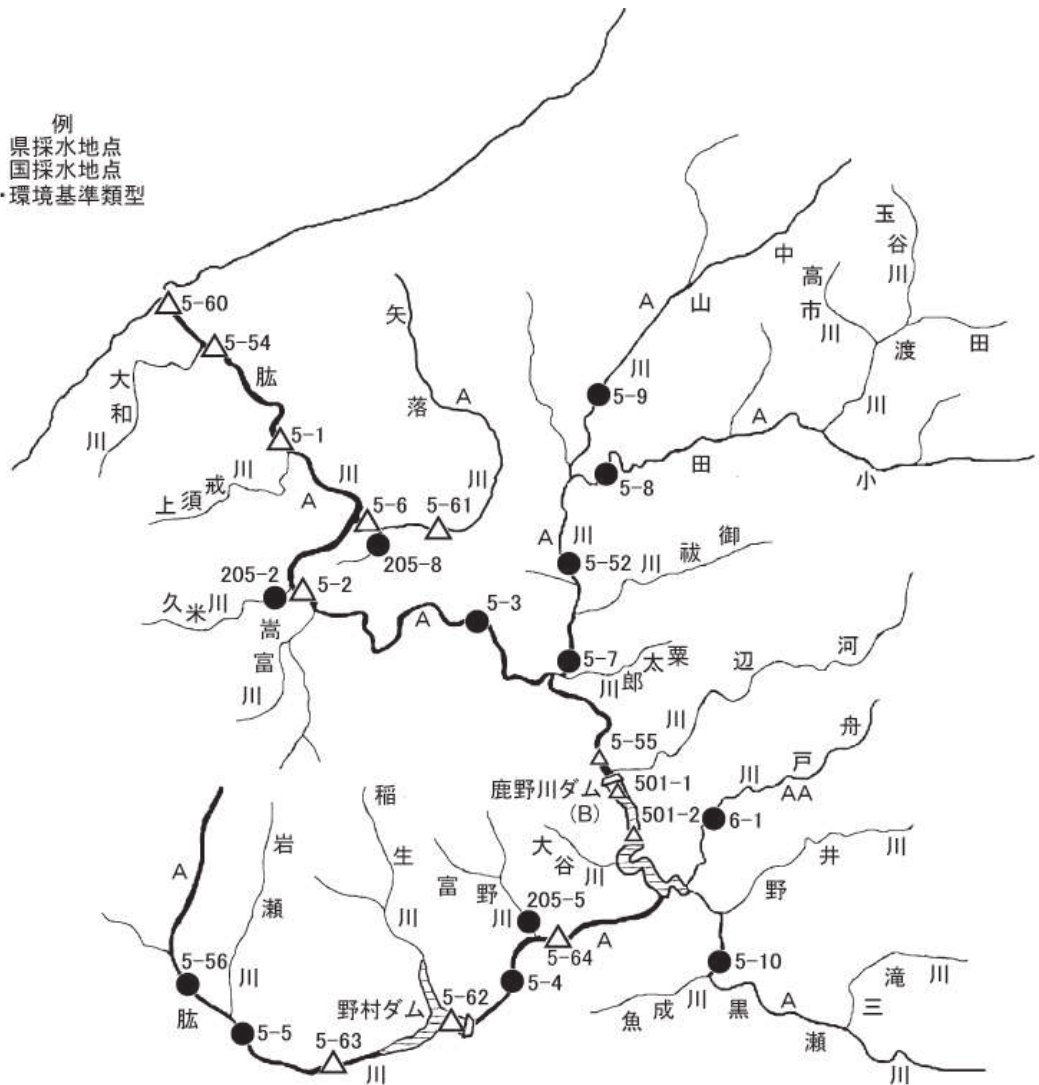 例
県採水地点
国採水地点
・環境基準類型
5-60
5-54
大和川
肱川
A
5-1
上須戒川
矢落川
A
5-6
5-61
205-8
205-2
5-2
久米川
嵩富川
A
5-3
中山川
A
5-9
玉谷川
高市川
渡
田
小田川
A
5-8
A
川
5-52
御祓川
5-7
粟太郎川
河辺川
5-55
鹿野川ダム
(B)
501-1
501-2
舟戸川
AA
6-1
野井川
大谷川
富野川
205-5
5-64
A
5-4
5-10
魚成川
黒瀬川
A
三滝川
稲生川
岩瀬川
A
5-56
肱川
5-5
5-63
野村ダム
5-62